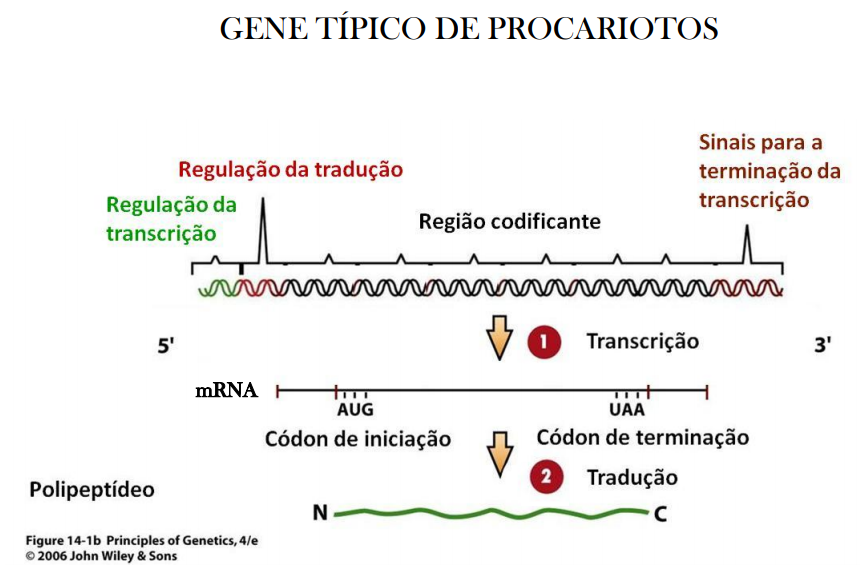 GENE TÍPICO DE PROCARIOTOS
Sinais para a
terminação da
transcrição
Regulação da tradução
Regulação da
transcrição
Região codificante
5'
1
Transcrição
3'
mRNA
AUG
UAA
Códon de iniciação
Códon de terminação
2
Tradução
Polipeptídeo
N
C
Figure 14-1b Principles of Genetics, 4/e
© 2006 John Wiley & Sons